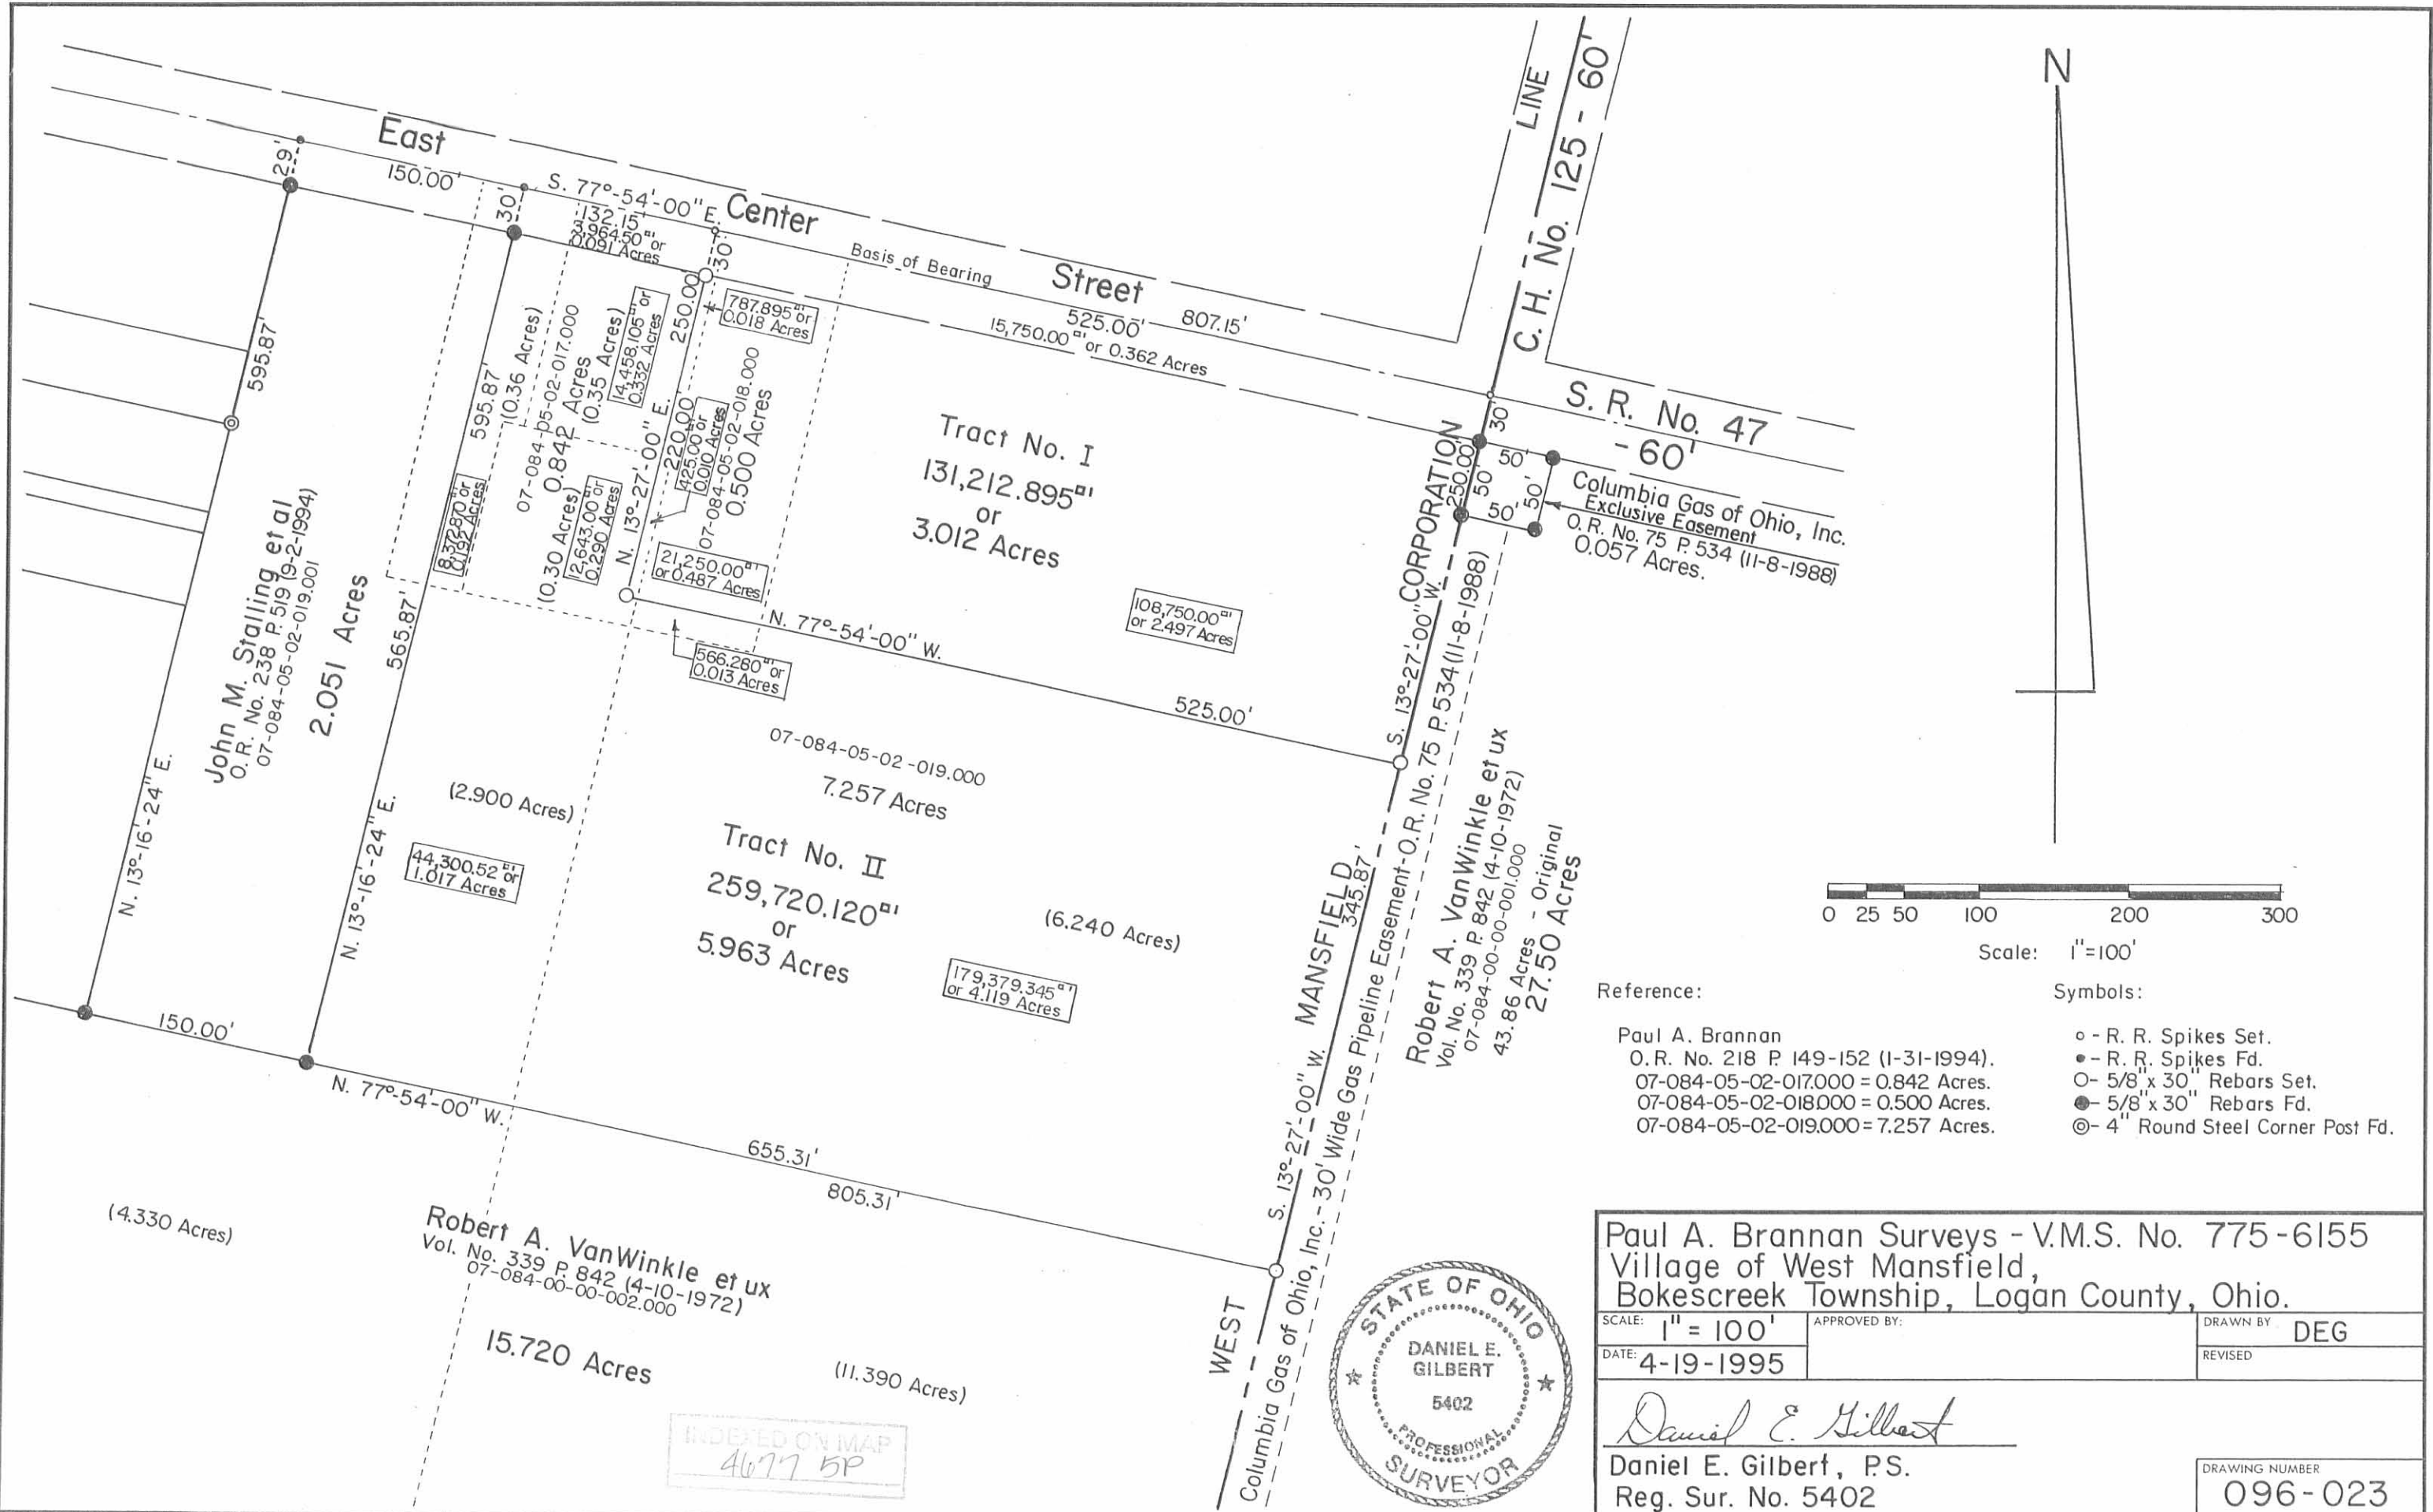 East
Center
Street
29'
150.00'
30'
S. 77°-54'-00" E.
132.15'
3,964.50□' or
0.091 Acres
30'
Basis of Bearing
525.00'
807.15'
15,750.00□' or 0.362 Acres
LINE
C. H. No. 125 - 60'
S. R. No. 47
- 60'
N
595.87'
595.87'
565.87'
(0.36 Acres)
07-084-05-02-017.000
0.842 Acres
(0.35 Acres)
14,458.105□' or
0.332 Acres
250.00'
220.00'
N. 13°-27'-00" E.
787.895□' or
0.018 Acres
425.00□' or
0.010 Acres
07-084-05-02-018.000
0.500 Acres
8,372.870□' or
0.192 Acres
(0.30 Acres)
12,643.00□' or
0.290 Acres
21,250.00□'
or 0.487 Acres
566.280□' or
0.013 Acres
Tract No. I
131,212.895□'
or
3.012 Acres
108,750.00□'
or 2.497 Acres
N. 77°-54'-00" W.
525.00'
30'
250.00'
50'
50'
50'
50'
Columbia Gas of Ohio, Inc.
Exclusive Easement
O. R. No. 75 P. 534 (11-8-1988)
0.057 Acres.
CORPORATION
S. 13°-27'-00" W.
John M. Stalling et al
O. R. No. 238 P. 519 (9-2-1994)
07-084-05-02-019.001
2.051 Acres
N. 13°-16'-24" E.
N. 13°-16'-24" E.
(2.900 Acres)
44,300.52□' or
1.017 Acres
07-084-05-02-019.000
7.257 Acres
Tract No. II
259,720.120□'
or
5.963 Acres
(6.240 Acres)
179,379.345□'
or 4.119 Acres
345.87'
MANSFIELD
S. 13°-27'-00" W.
WEST
Columbia Gas of Ohio, Inc. - 30' Wide Gas Pipeline Easement - O.R. No. 75 P. 534 (11-8-1988)
Robert A. VanWinkle et ux
Vol. No. 339 P. 842 (4-10-1972)
07-084-00-00-001.000
43.86 Acres - Original
27.50 Acres
150.00'
N. 77°-54'-00" W.
655.31'
805.31'
(4.330 Acres)
Robert A. VanWinkle et ux
Vol. No. 339 P. 842 (4-10-1972)
07-084-00-00-002.000
15.720 Acres
(11.390 Acres)
INDEXED ON MAP
4677 5P
0 25 50 100 200 300
Scale: 1"=100'
Reference:
Paul A. Brannan
O. R. No. 218 P. 149-152 (1-31-1994).
07-084-05-02-017.000 = 0.842 Acres.
07-084-05-02-018.000 = 0.500 Acres.
07-084-05-02-019.000 = 7.257 Acres.
Symbols:
o - R. R. Spikes Set.
• - R. R. Spikes Fd.
O - 5/8" x 30" Rebars Set.
● - 5/8" x 30" Rebars Fd.
◎ - 4" Round Steel Corner Post Fd.
STATE OF OHIO
DANIEL E.
GILBERT
5402
PROFESSIONAL
SURVEYOR
Paul A. Brannan Surveys - V.M.S. No. 775-6155
Village of West Mansfield,
Bokescreek Township, Logan County, Ohio.
SCALE: 1" = 100'
APPROVED BY:
DRAWN BY DEG
DATE: 4-19-1995
REVISED
Daniel E. Gilbert
Daniel E. Gilbert, P.S.
Reg. Sur. No. 5402
DRAWING NUMBER
096-023